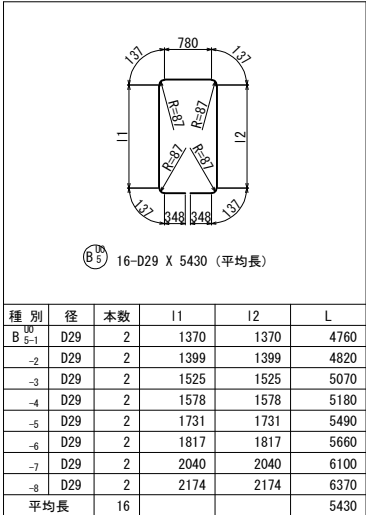 780
137 137
l1 R=87 R=87 l2
R=87 R=87
137 348 348 137
B U0 5 16-D29 X 5430 (平均長)
種 別 径 本数 l1 l2 L
B U0 5-1 D29 2 1370 1370 4760
-2 D29 2 1399 1399 4820
-3 D29 2 1525 1525 5070
-4 D29 2 1578 1578 5180
-5 D29 2 1731 1731 5490
-6 D29 2 1817 1817 5660
-7 D29 2 2040 2040 6100
-8 D29 2 2174 2174 6370
平均長 16 5430